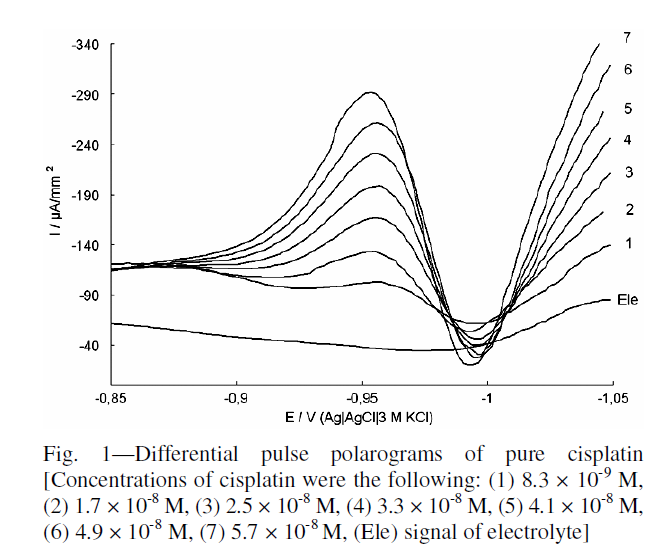 -340
-290
-240
-190
-140
-90
-40
I / µA/mm ²
7
6
5
4
3
2
1
Ele
-0,85
-0,9
-0,95
-1
-1,05
E / V (Ag|AgCl|3 M KCl)
Fig. 1—Differential pulse polarograms of pure cisplatin
[Concentrations of cisplatin were the following: (1) 8.3 × 10⁻⁹ M,
(2) 1.7 × 10⁻⁸ M, (3) 2.5 × 10⁻⁸ M, (4) 3.3 × 10⁻⁸ M, (5) 4.1 × 10⁻⁸ M,
(6) 4.9 × 10⁻⁸ M, (7) 5.7 × 10⁻⁸ M, (Ele) signal of electrolyte]